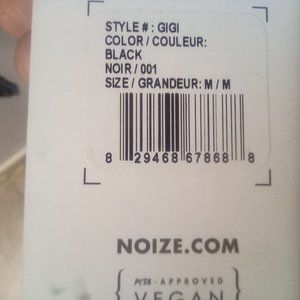 STYLE # : GIGI
COLOR / COULEUR:
BLACK
NOIR / 001
SIZE / GRANDEUR: M / M
8 29468 67868 8
NOIZE.COM
PETA - APPROVED
VEGAN